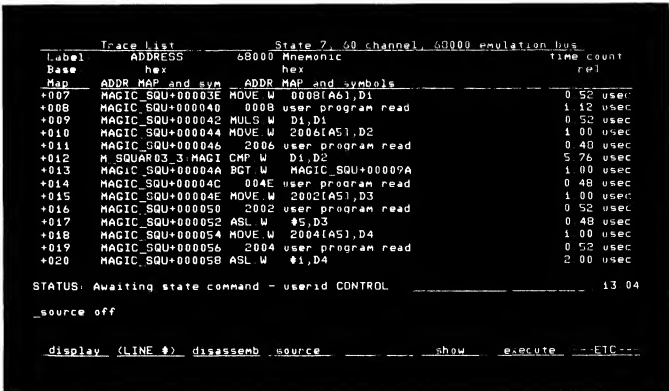 Trace List State 7, 60 channel, 68000 emulation bus
Label ADDRESS 68000 Mnemonic time count
Base hex hex rel
Map ADDR MAP and sym ADDR MAP and symbols
+007 MAGIC_SQU+00003E MOVE.W 0008[A6],D1 0.52 usec
+008 MAGIC_SQU+000040 0008 user program read 1.12 usec
+009 MAGIC_SQU+000042 MULS.W D1,D1 0.52 usec
+010 MAGIC_SQU+000044 MOVE.W 2006[A5],D2 1.00 usec
+011 MAGIC_SQU+000046 2006 user program read 0.48 usec
+012 M_SQUAR03_3:MAGI CMP.W D1,D2 5.76 usec
+013 MAGIC_SQU+00004A BGT.W MAGIC_SQU+00009A 1.00 usec
+014 MAGIC_SQU+00004C 004E user program read 0.48 usec
+015 MAGIC_SQU+00004E MOVE.W 2002[A5],D3 1.00 usec
+016 MAGIC_SQU+000050 2002 user program read 0.52 usec
+017 MAGIC_SQU+000052 ASL.W #5,D3 0.48 usec
+018 MAGIC_SQU+000054 MOVE.W 2004[A5],D4 1.00 usec
+019 MAGIC_SQU+000056 2004 user program read 0.52 usec
+020 MAGIC_SQU+000058 ASL.W #1,D4 2.00 usec
STATUS: Awaiting state command - userid CONTROL 13:04
_source off
display (LINE #) disassemb source show execute ---ETC---